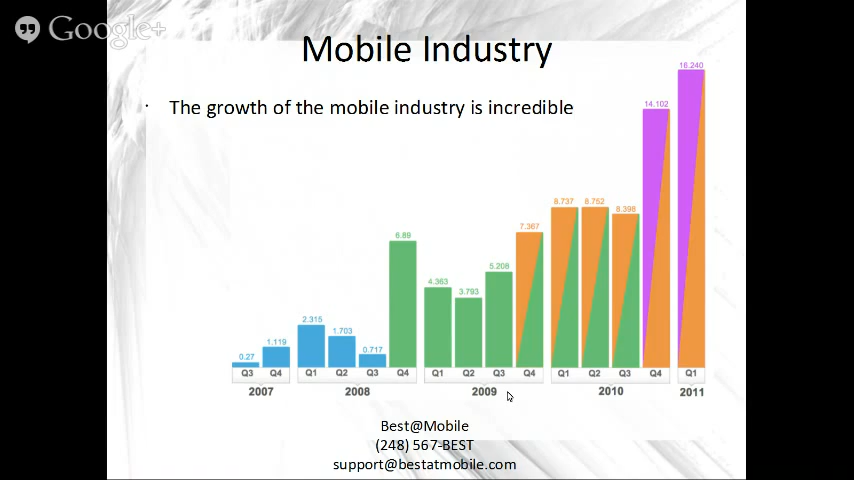 Google+
Mobile Industry
The growth of the mobile industry is incredible
0.27
1.119
2.315
1.703
0.717
6.89
4.363
3.793
5.208
7.367
8.737
8.752
8.398
14.102
16.240
Q3 Q4 Q1 Q2 Q3 Q4 Q1 Q2 Q3 Q4 Q1 Q2 Q3 Q4 Q1
2007 2008 2009 2010 2011
Best@Mobile
(248) 567-BEST
support@bestatmobile.com